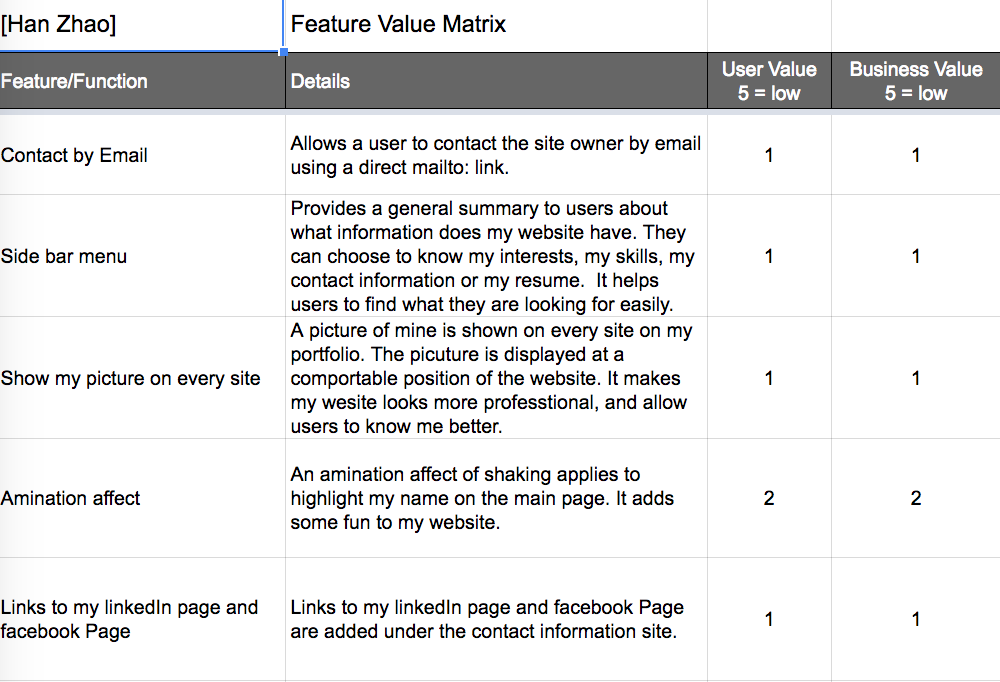 [Han Zhao] Feature Value Matrix
Feature/Function Details User Value Business Value
5 = low 5 = low
Contact by Email
Allows a user to contact the site owner by email
using a direct mailto: link.
1 1
Side bar menu
Provides a general summary to users about
what information does my website have. They
can choose to know my interests, my skills, my
contact information or my resume.  It helps
users to find what they are looking for easily.
1 1
Show my picture on every site
A picture of mine is shown on every site on my
portfolio. The picuture is displayed at a
comportable position of the website. It makes
my wesite looks more professtional, and allow
users to know me better.
1 1
Amination affect
An amination affect of shaking applies to
highlight my name on the main page. It adds
some fun to my website.
2 2
Links to my linkedIn page and
facebook Page
Links to my linkedIn page and facebook Page
are added under the contact information site.
1 1